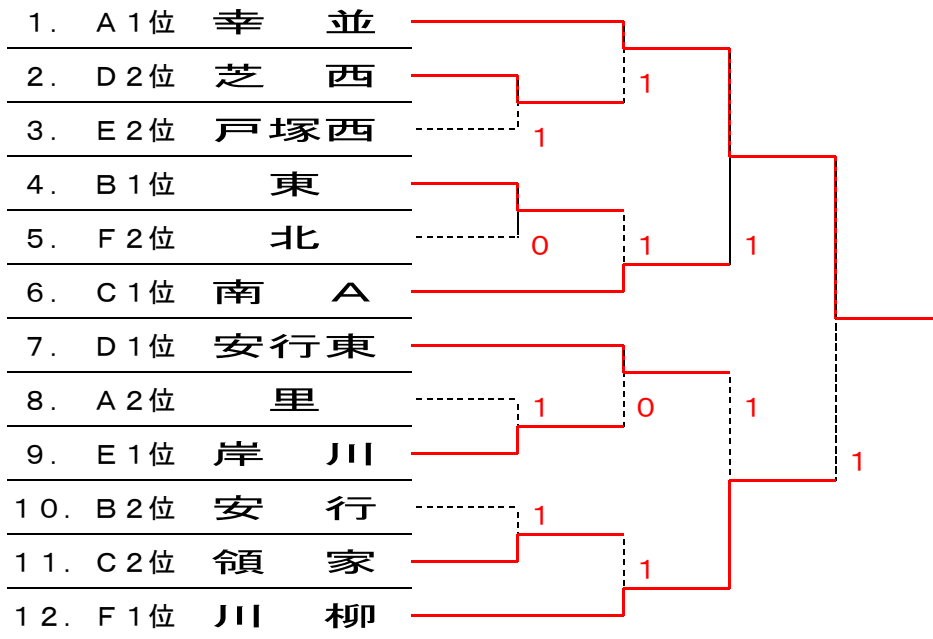 1. A1位 幸並 1
2. D2位 芝西
3. E2位 戸塚西 1
4. B1位 東
5. F2位 北 0 1 1
6. C1位 南A
7. D1位 安行東
8. A2位 里 1 0 1
9. E1位 岸川 1
10. B2位 安行 1
11. C2位 領家 1
12. F1位 川柳